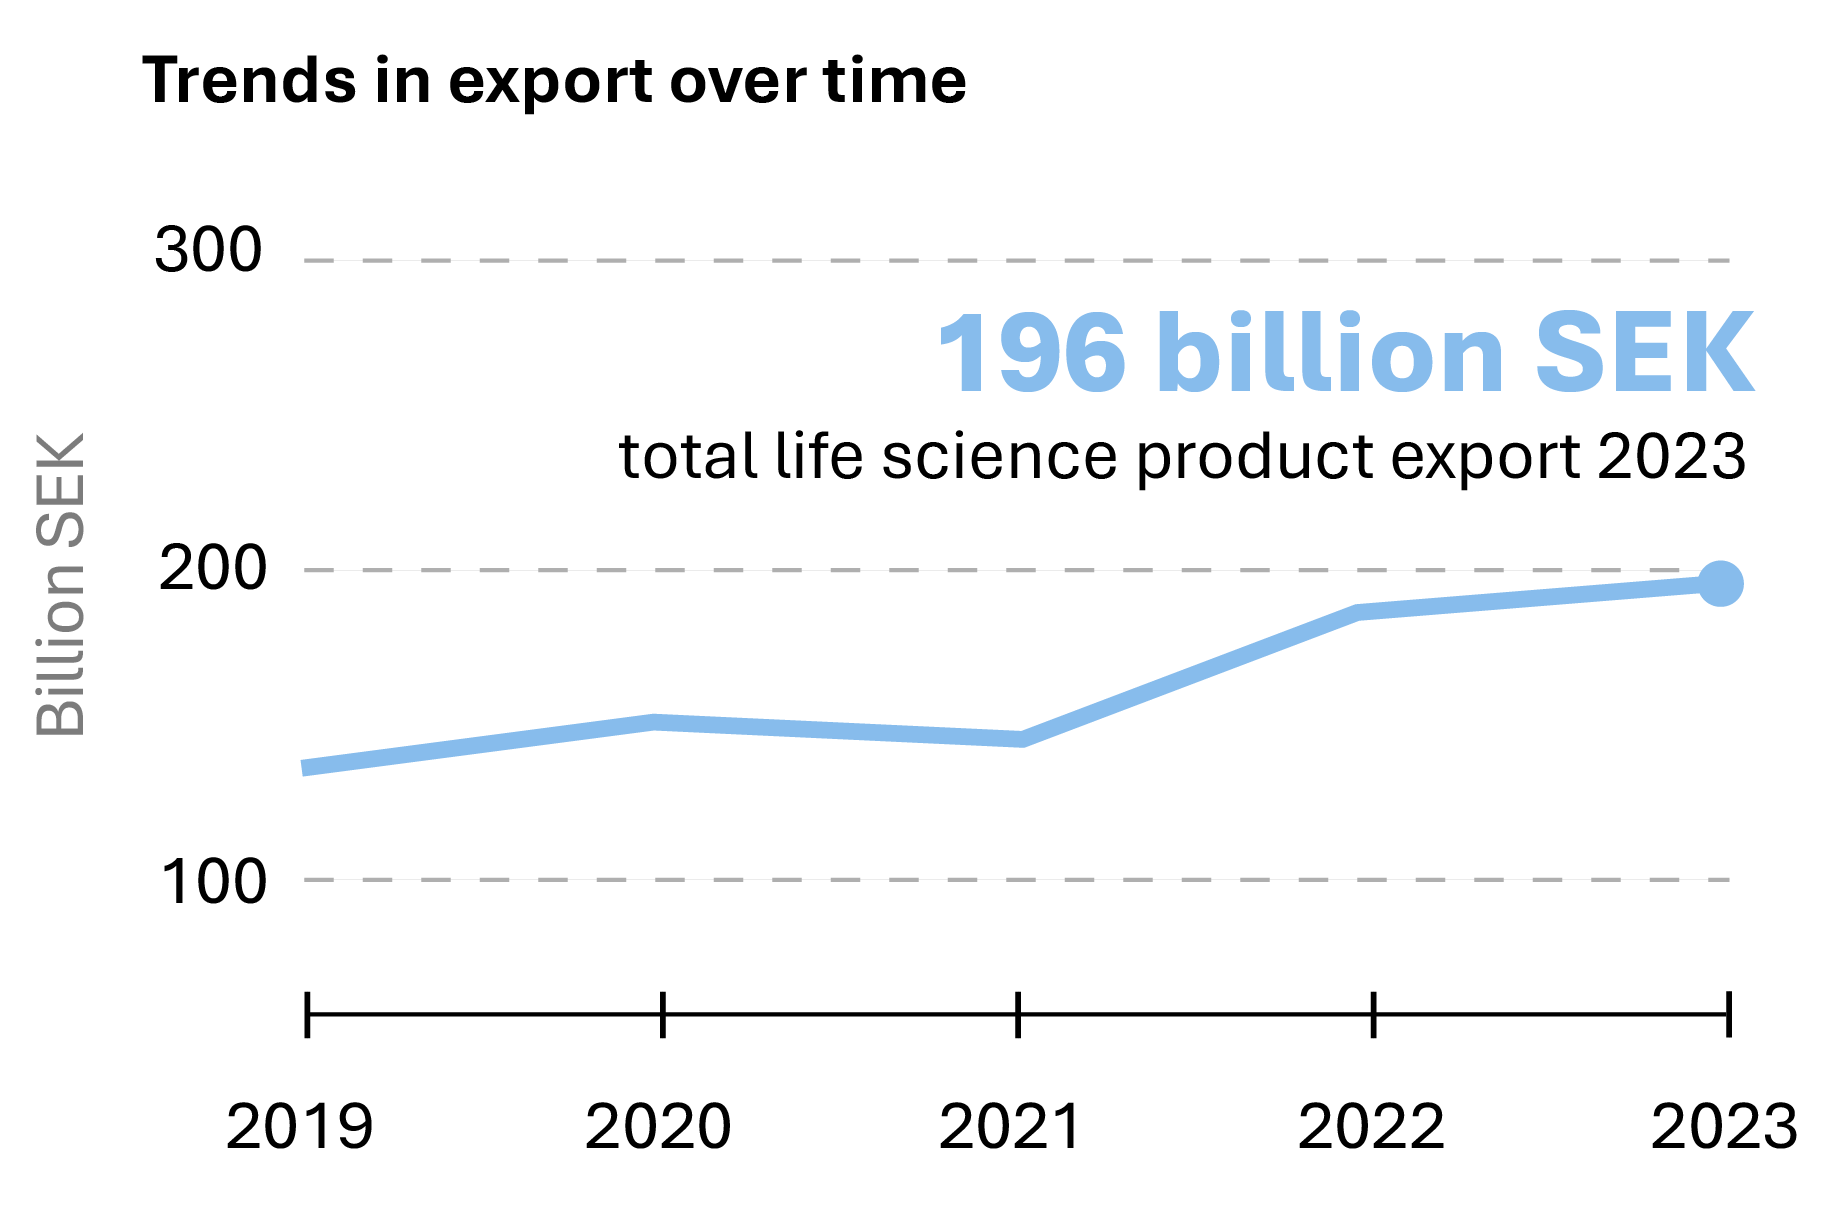 Trends in export over time
300
196 billion SEK
total life science product export 2023
Billion SEK
200
100
2019
2020
2021
2022
2023